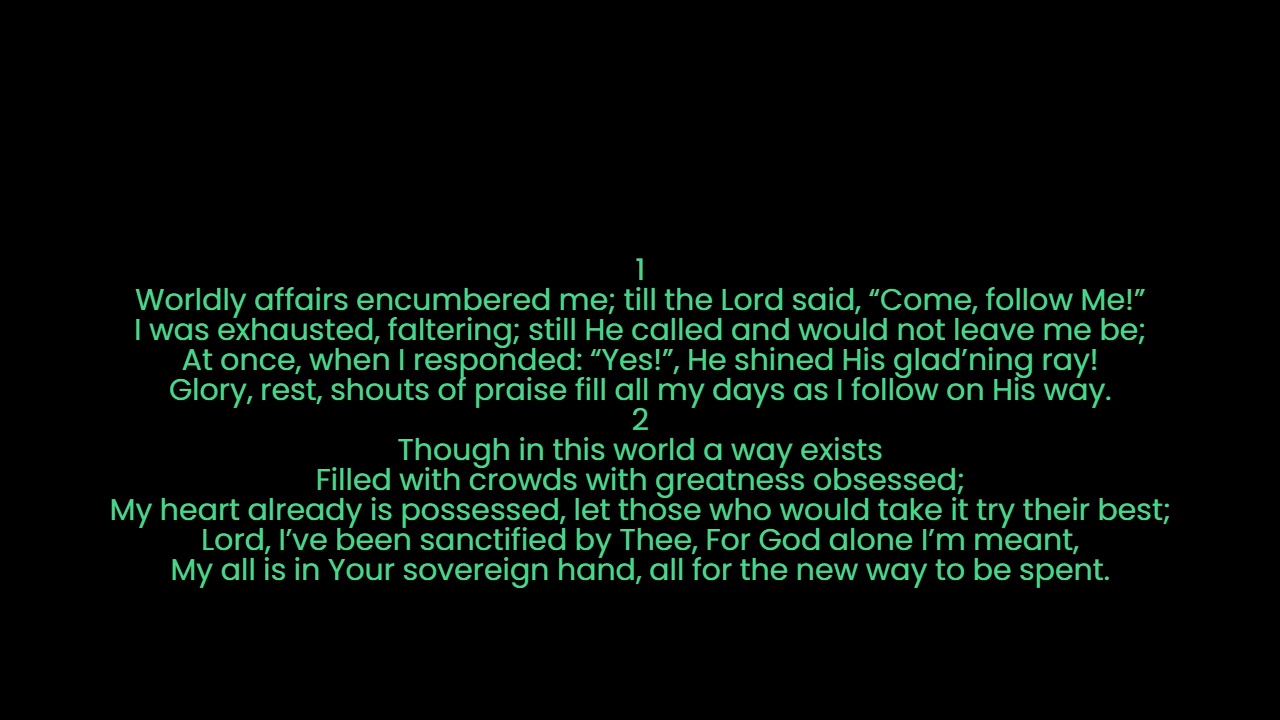 1
Worldly affairs encumbered me; till the Lord said, “Come, follow Me!”
I was exhausted, faltering; still He called and would not leave me be;
At once, when I responded: “Yes!”, He shined His glad’ning ray!
Glory, rest, shouts of praise fill all my days as I follow on His way.
2
Though in this world a way exists
Filled with crowds with greatness obsessed;
My heart already is possessed, let those who would take it try their best;
Lord, I’ve been sanctified by Thee, For God alone I’m meant,
My all is in Your sovereign hand, all for the new way to be spent.